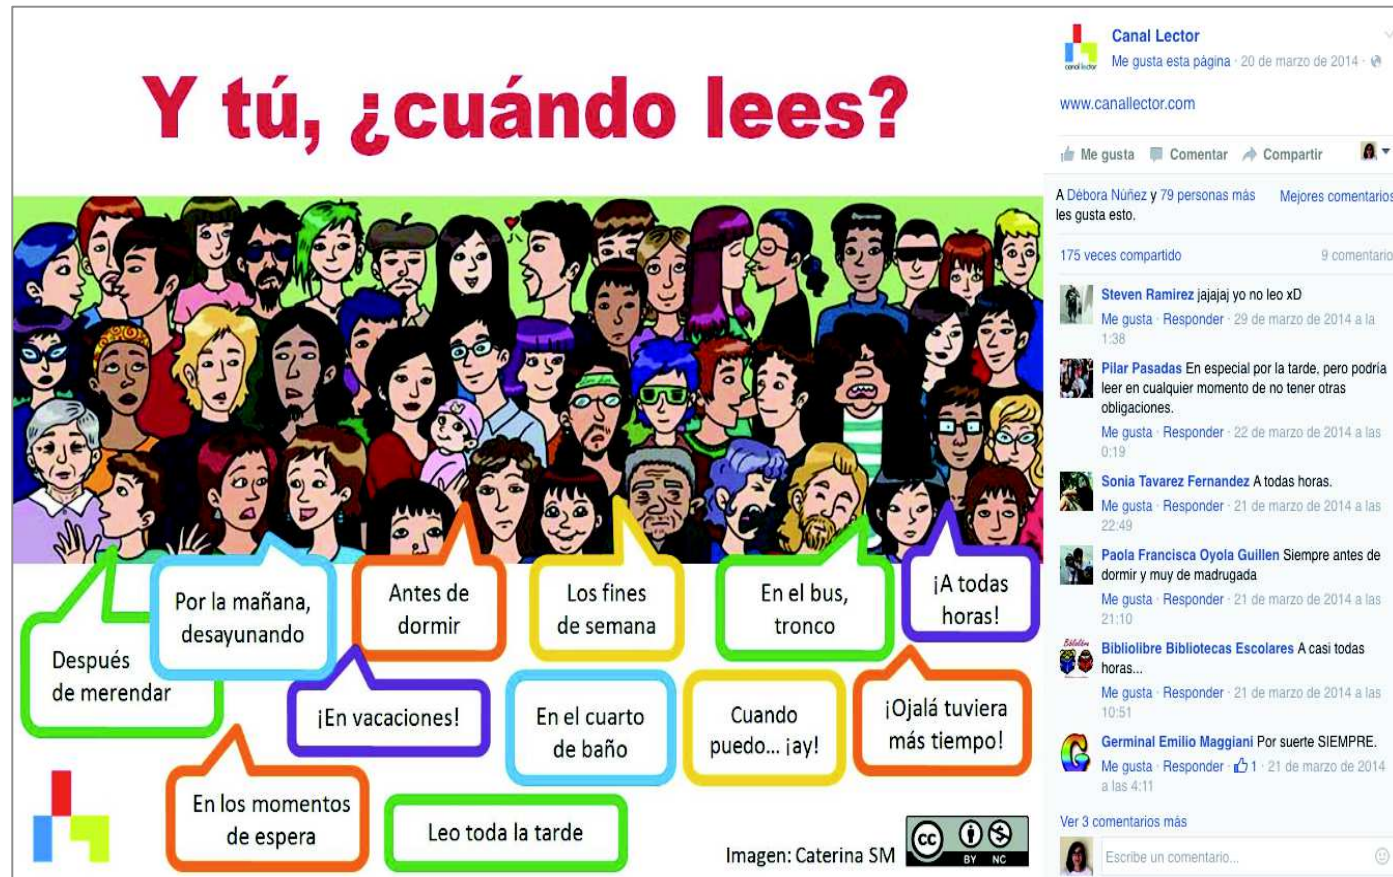 Y tú, ¿cuándo lees?
Después
de merendar
Por la mañana,
desayunando
Antes de
dormir
Los fines
de semana
En el bus,
tronco
¡A todas
horas!
¡En vacaciones!
En el cuarto
de baño
Cuando
puedo... ¡ay!
¡Ojalá tuviera
más tiempo!
En los momentos
de espera
Leo toda la tarde
Imagen: Caterina SM
cc
BY NC
canal lector
Canal Lector
Me gusta esta página · 20 de marzo de 2014 ·
www.canallector.com
Me gusta Comentar Compartir
A Débora Núñez y 79 personas más
les gusta esto.
Mejores comentarios
175 veces compartido
9 comentario
Steven Ramirez jajajaj yo no leo xD
Me gusta · Responder · 29 de marzo de 2014 a la
1:38
Pilar Pasadas En especial por la tarde, pero podría
leer en cualquier momento de no tener otras
obligaciones.
Me gusta · Responder · 22 de marzo de 2014 a las
0:19
Sonia Tavarez Fernandez A todas horas.
Me gusta · Responder · 21 de marzo de 2014 a las
22:49
Paola Francisca Oyola Guillen Siempre antes de
dormir y muy de madrugada
Me gusta · Responder · 21 de marzo de 2014 a las
21:10
Bibliolibre Bibliotecas Escolares A casi todas
horas...
Me gusta · Responder · 21 de marzo de 2014 a las
10:51
Germinal Emilio Maggiani Por suerte SIEMPRE.
Me gusta · Responder · 1 · 21 de marzo de 2014
a las 4:11
Ver 3 comentarios más
Escribe un comentario...